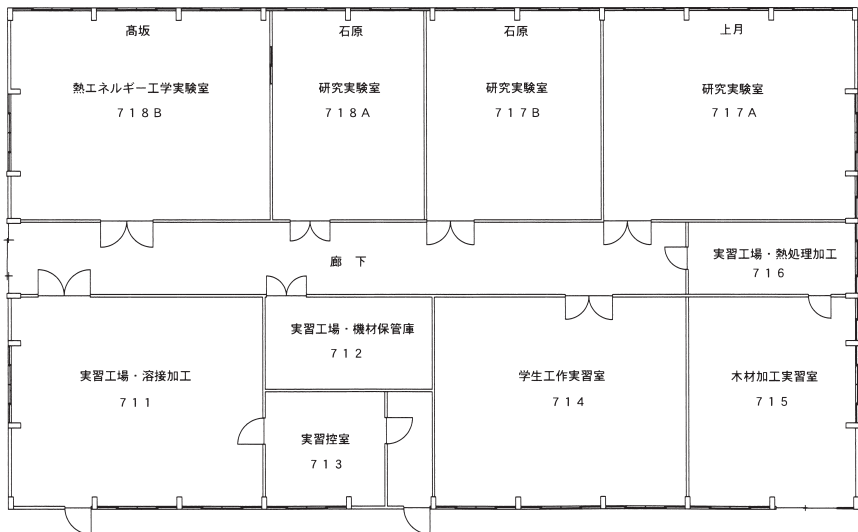 髙坂
熱エネルギー工学実験室
718B
石原
研究実験室
718A
石原
研究実験室
717B
上月
研究実験室
717A
廊下
実習工場・熱処理加工
716
実習工場・溶接加工
711
実習工場・機材保管庫
712
実習控室
713
学生工作実習室
714
木材加工実習室
715